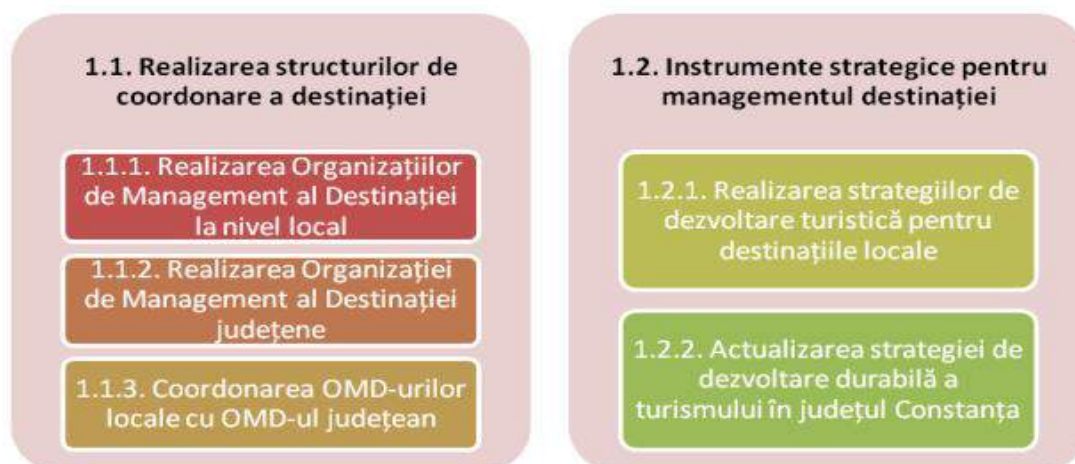 1.1. Realizarea structurilor de
coordonare a destinației
1.1.1. Realizarea Organizațiilor
de Management al Destinației
la nivel local
1.1.2. Realizarea Organizației
de Management al Destinației
județene
1.1.3. Coordonarea OMD-urilor
locale cu OMD-ul județean
1.2. Instrumente strategice pentru
managementul destinației
1.2.1. Realizarea strategiilor de
dezvoltare turistică pentru
destinațiile locale
1.2.2. Actualizarea strategiei de
dezvoltare durabilă a
turismului în județul Constanța